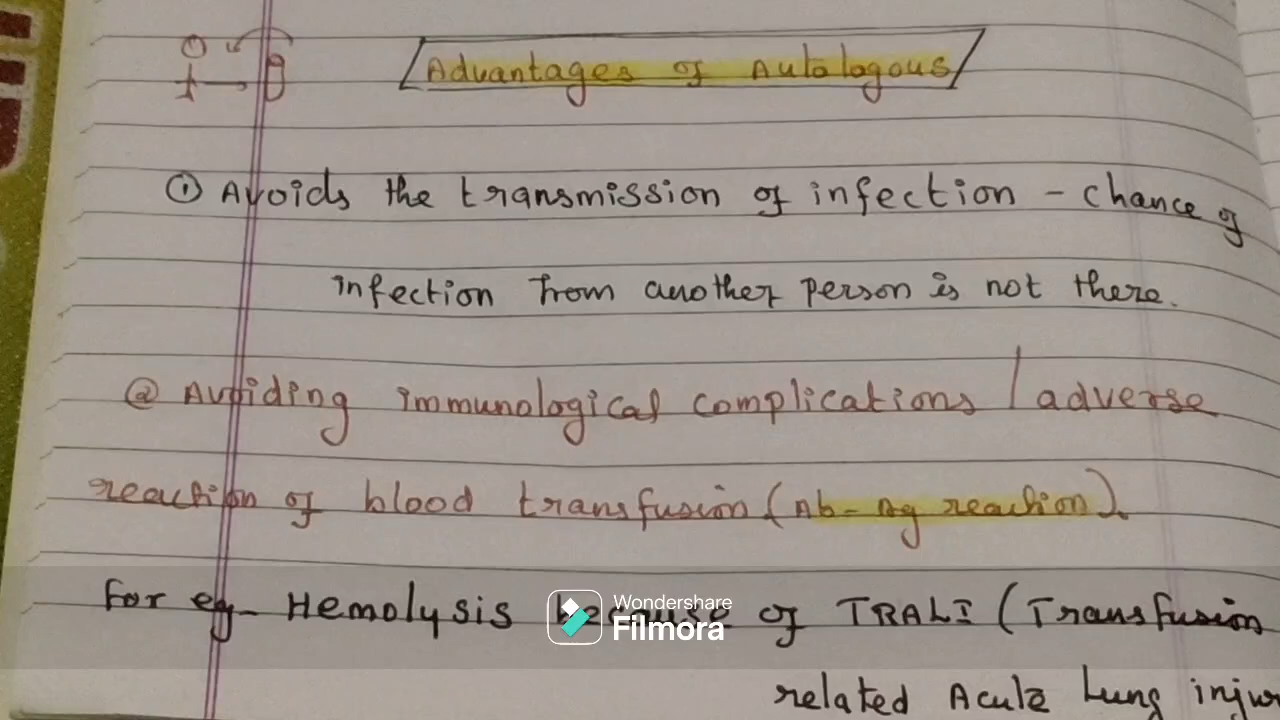 Advantages of Autologous
① Avoids the transmission of infection - chance of
infection from another person is not there.
② Avoiding immunological complications / adverse
reaction of blood transfusion (Ab-Ag reaction).
For eg- Hemolysis because of TRALI (Transfusion
related Acute Lung injur
Wondershare
Filmora